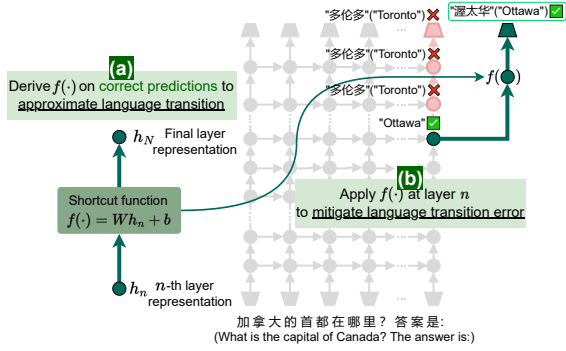 (a)
Derive f(·) on correct predictions to
approximate language transition
h_N Final layer
representation
Shortcut function
f(·) = Wh_n + b
h_n n-th layer
representation
"多伦多"("Toronto")
"多伦多"("Toronto")
"多伦多"("Toronto")
"Ottawa"
"渥太华"("Ottawa")
f(·)
(b)
Apply f(·) at layer n
to mitigate language transition error
加拿大的首都在哪里？答案是:
(What is the capital of Canada? The answer is:)